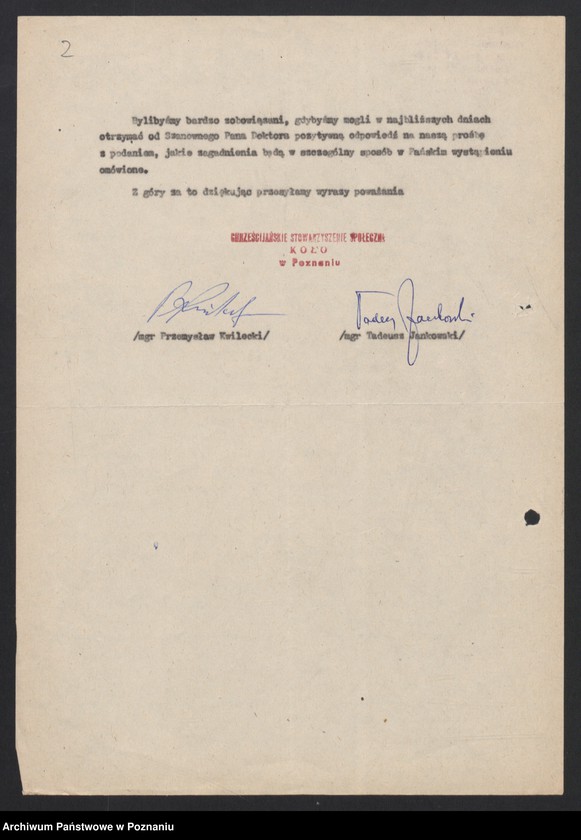 2
Bylibyśmy bardzo zobowiązani, gdybyśmy mogli w najbliższych dniach
otrzymać od Szanownego Pana Doktora pozytywną odpowiedź na naszą prośbę
z podaniem, jakie zagadnienia będą w szczególny sposób w Pańskim wystąpieniu
omówione.
Z góry za to dziękując przesyłamy wyrazy poważania
CHRZEŚCIJAŃSKIE STOWARZYSZENIE SPOŁECZNE
KOŁO
w Poznaniu
Tadeusz Jankowski
/mgr Przemysław Kwilecki/ /mgr Tadeusz Jankowski/
Archiwum Państwowe w Poznaniu